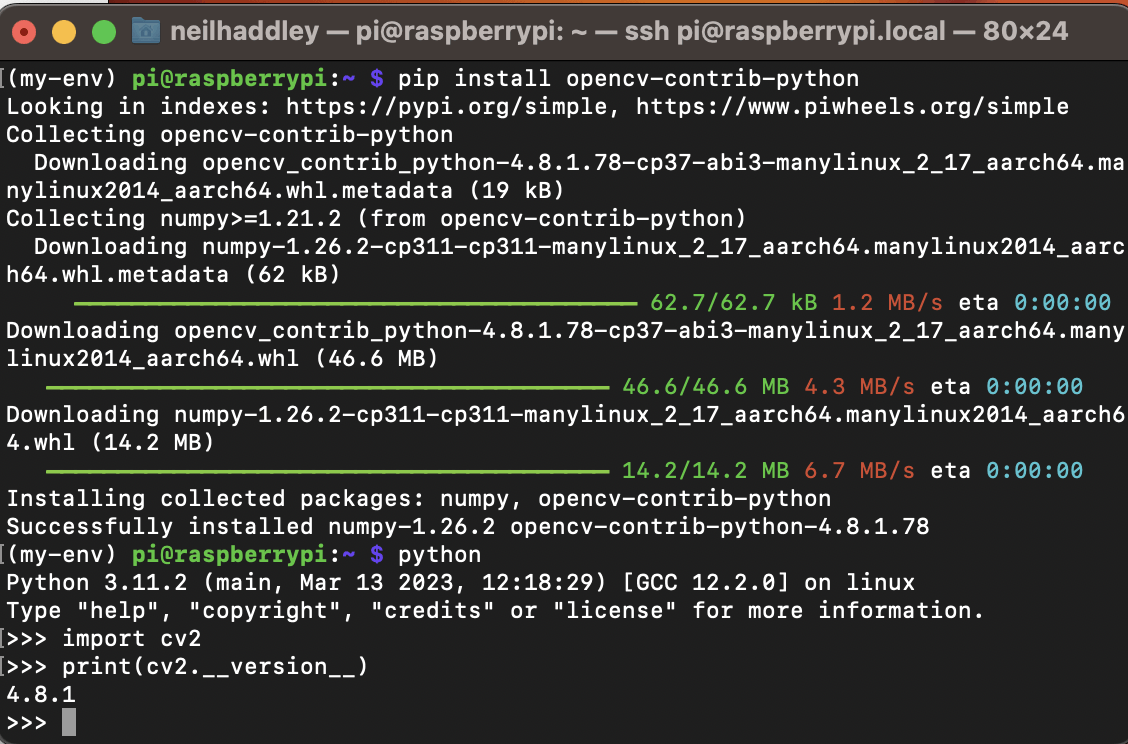 neilhaddley — pi@raspberrypi: ~ — ssh pi@raspberrypi.local — 80×24
[(my-env) pi@raspberrypi:~ $ pip install opencv-contrib-python
Looking in indexes: https://pypi.org/simple, https://www.piwheels.org/simple
Collecting opencv-contrib-python
  Downloading opencv_contrib_python-4.8.1.78-cp37-abi3-manylinux_2_17_aarch64.ma
nylinux2014_aarch64.whl.metadata (19 kB)
Collecting numpy>=1.21.2 (from opencv-contrib-python)
  Downloading numpy-1.26.2-cp311-cp311-manylinux_2_17_aarch64.manylinux2014_aarc
h64.whl.metadata (62 kB)
62.7/62.7 kB 1.2 MB/s eta 0:00:00
Downloading opencv_contrib_python-4.8.1.78-cp37-abi3-manylinux_2_17_aarch64.many
linux2014_aarch64.whl (46.6 MB)
46.6/46.6 MB 4.3 MB/s eta 0:00:00
Downloading numpy-1.26.2-cp311-cp311-manylinux_2_17_aarch64.manylinux2014_aarch6
4.whl (14.2 MB)
14.2/14.2 MB 6.7 MB/s eta 0:00:00
Installing collected packages: numpy, opencv-contrib-python
Successfully installed numpy-1.26.2 opencv-contrib-python-4.8.1.78
[(my-env) pi@raspberrypi:~ $ python
Python 3.11.2 (main, Mar 13 2023, 12:18:29) [GCC 12.2.0] on linux
Type "help", "copyright", "credits" or "license" for more information.
[>>> import cv2
[>>> print(cv2.__version__)
4.8.1
>>>